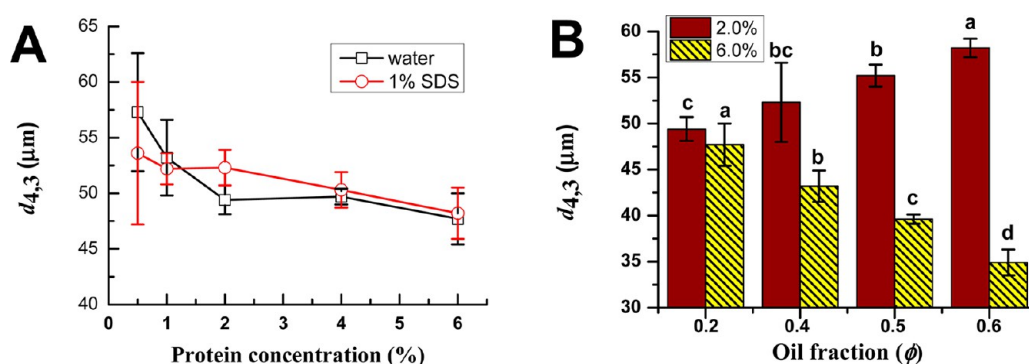 A
65
60
55
50
45
40
d4,3 (μm)
water
1% SDS
0 1 2 3 4 5 6
Protein concentration (%)
B
60
55
50
45
40
35
30
d4,3 (μm)
2.0%
6.0%
c a bc b b c a d
0.2 0.4 0.5 0.6
Oil fraction (ϕ)